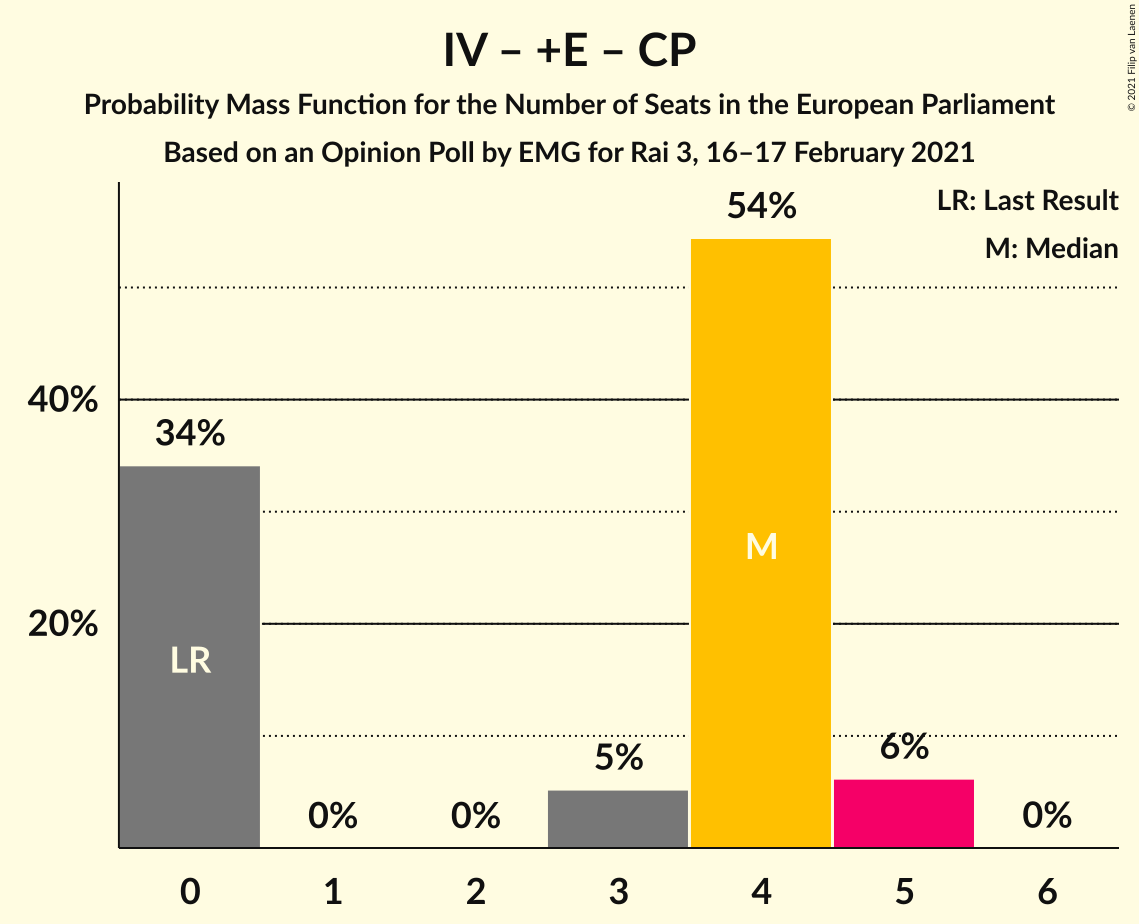 IV – +E – CP
Probability Mass Function for the Number of Seats in the European Parliament
Based on an Opinion Poll by EMG for Rai 3, 16–17 February 2021
© 2021 Filip van Laenen
LR: Last Result
M: Median
54%
40%
34%
M
20%
LR
5%
6%
0%
0%
0%
0
1
2
3
4
5
6